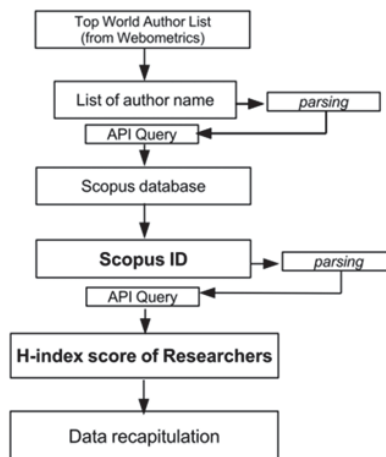 Top World Author List
(from Webometrics)
List of author name
parsing
API Query
Scopus database
Scopus ID
parsing
API Query
H-index score of Researchers
Data recapitulation